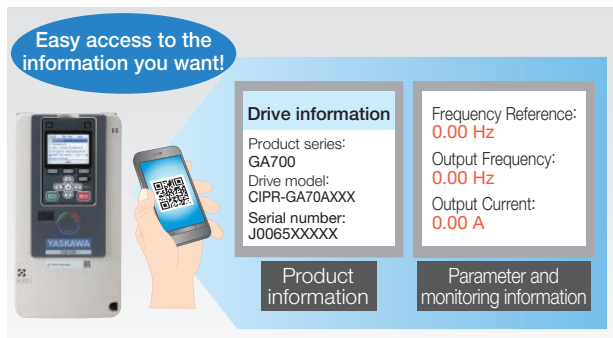 Easy access to the
information you want!
YASKAWA
Drive information
Product series:
GA700
Drive model:
CIPR-GA70AXXX
Serial number:
J0065XXXXX
Product
information
Frequency Reference:
0.00 Hz
Output Frequency:
0.00 Hz
Output Current:
0.00 A
Parameter and
monitoring information